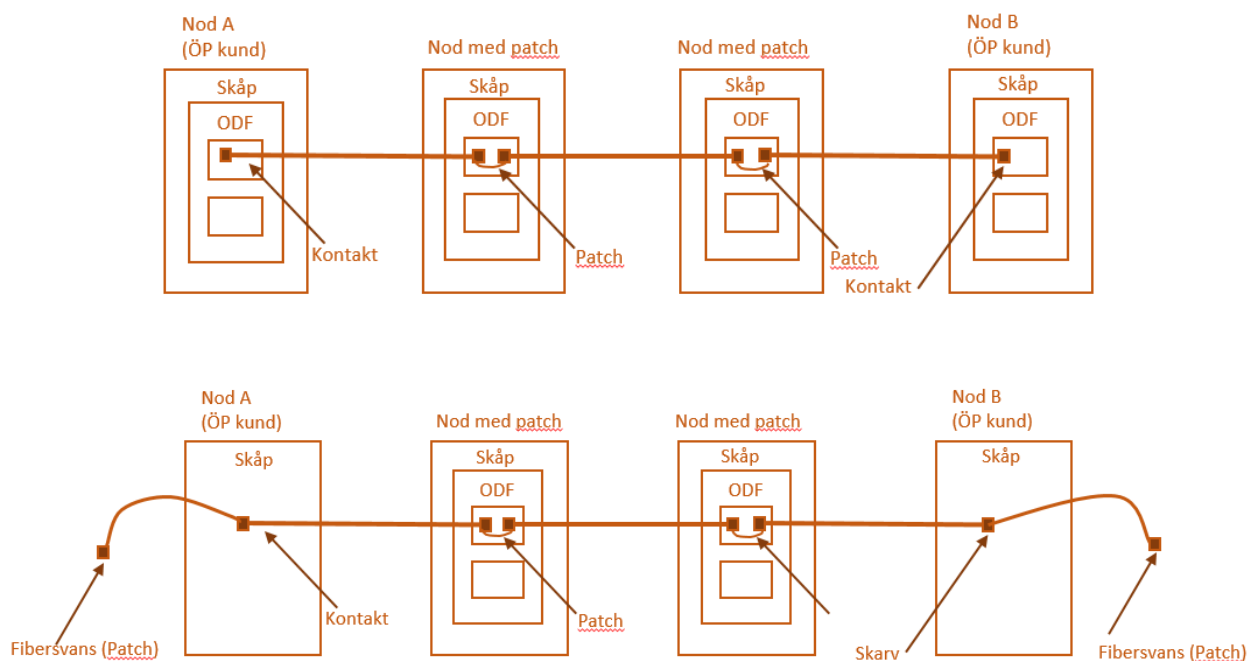 Nod A
(ÖP kund)
Nod med patch
Nod med patch
Nod B
(ÖP kund)
Skåp
Skåp
Skåp
Skåp
ODF
ODF
ODF
ODF
Kontakt
Patch
Patch
Kontakt
Nod A
(ÖP kund)
Nod med patch
Nod med patch
Nod B
(ÖP kund)
Skåp
Skåp
Skåp
Skåp
ODF
ODF
Kontakt
Patch
Fibersvans (Patch)
Skarv
Fibersvans (Patch)